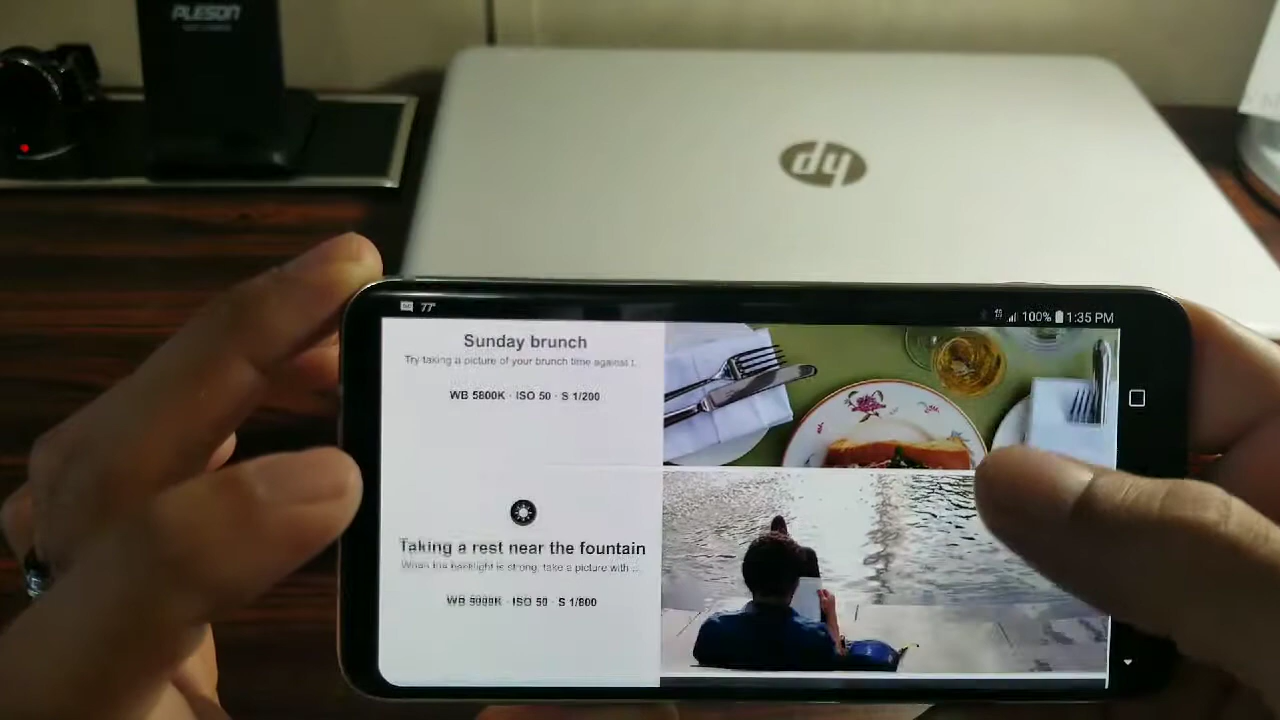 PLESON
hp
77°
100% 1:35 PM
Sunday brunch
Try taking a picture of your brunch time against t..
WB 5800K · ISO 50 · S 1/200
Taking a rest near the fountain
When the backlight is strong, take a picture with ...
WB 5000K · ISO 50 · S 1/800